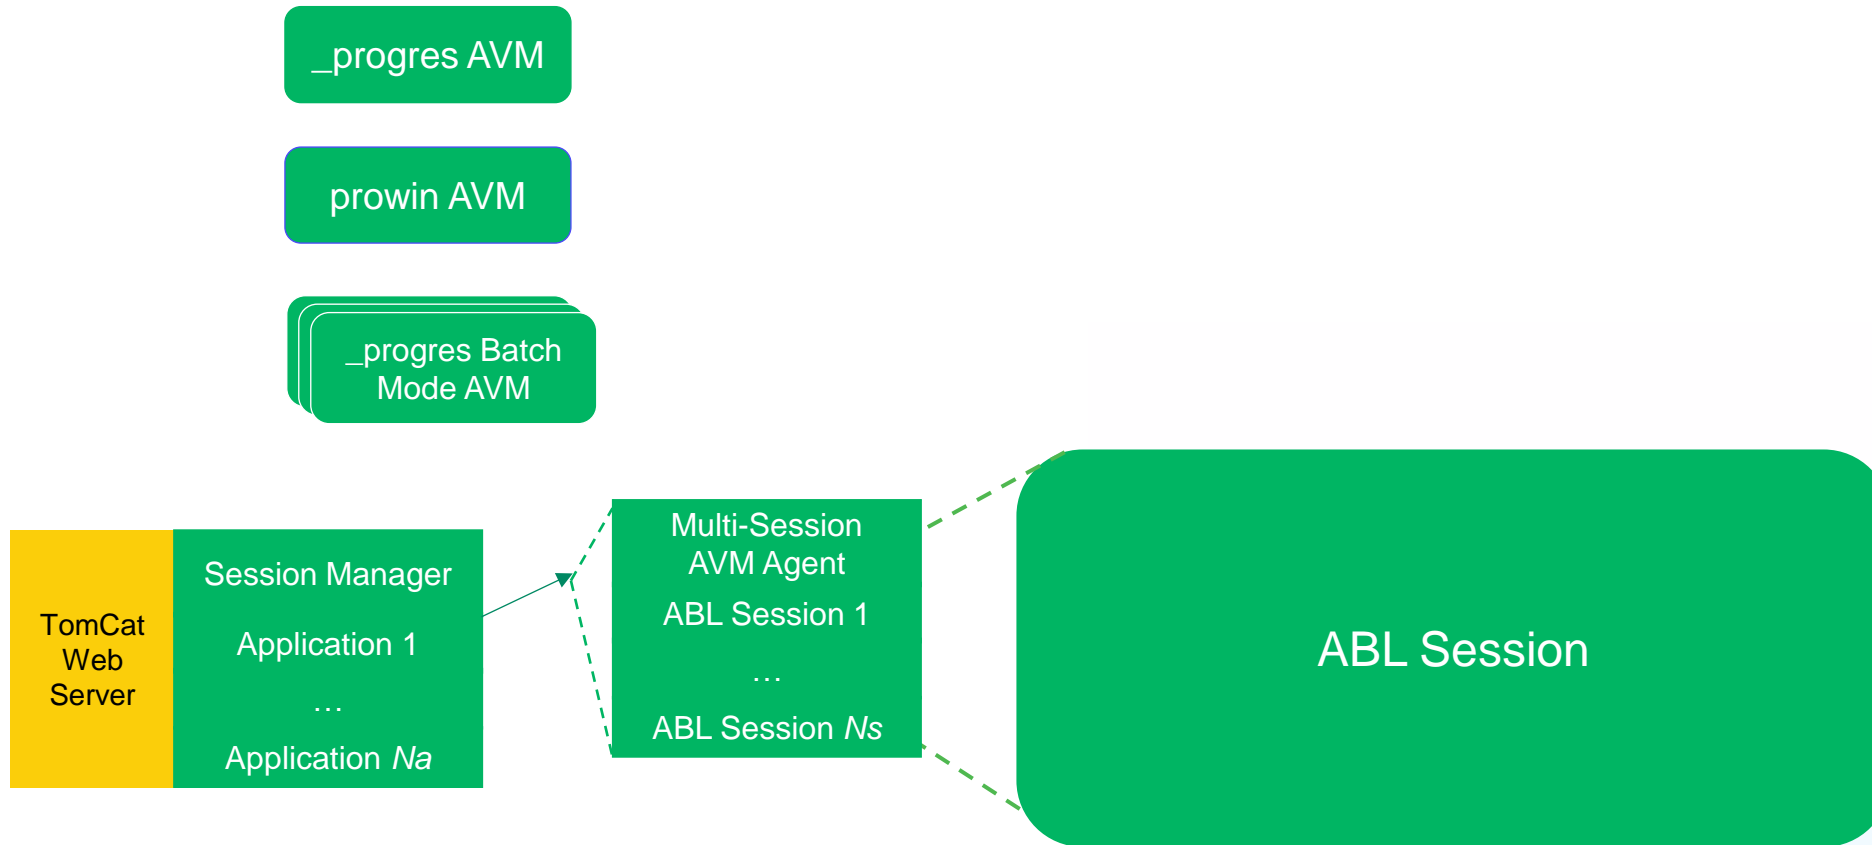 _progres AVM
prowin AVM
_progres Batch
Mode AVM
TomCat
Web
Server
Session Manager
Application 1
…
Application Na
Multi-Session
AVM Agent
ABL Session 1
…
ABL Session Ns
ABL Session